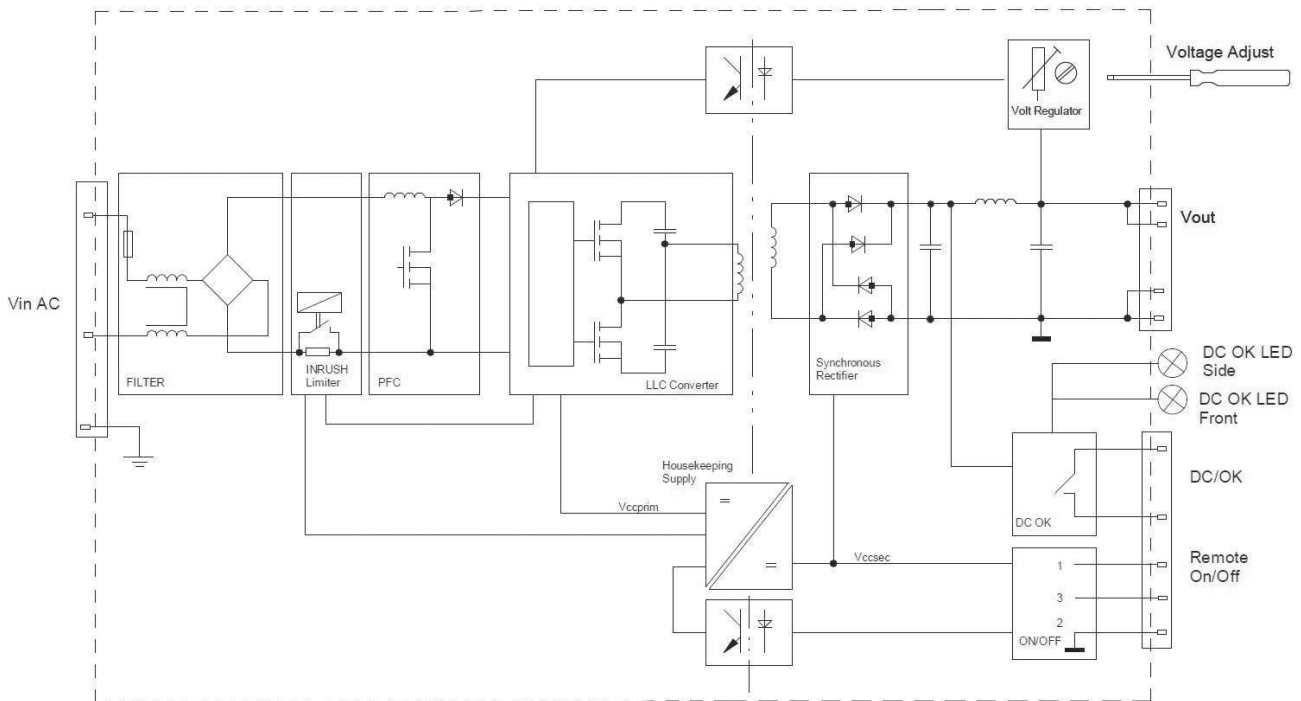 Voltage Adjust
Volt Regulator
Vin AC
Vout
FILTER
INRUSH
Limiter
PFC
LLC Converter
Synchronous
Rectifier
DC OK LED
Side
DC OK LED
Front
Housekeeping
Supply
Vccprim
Vccsec
DC OK
DC/OK
Remote
On/Off
1
3
2
ON/OFF